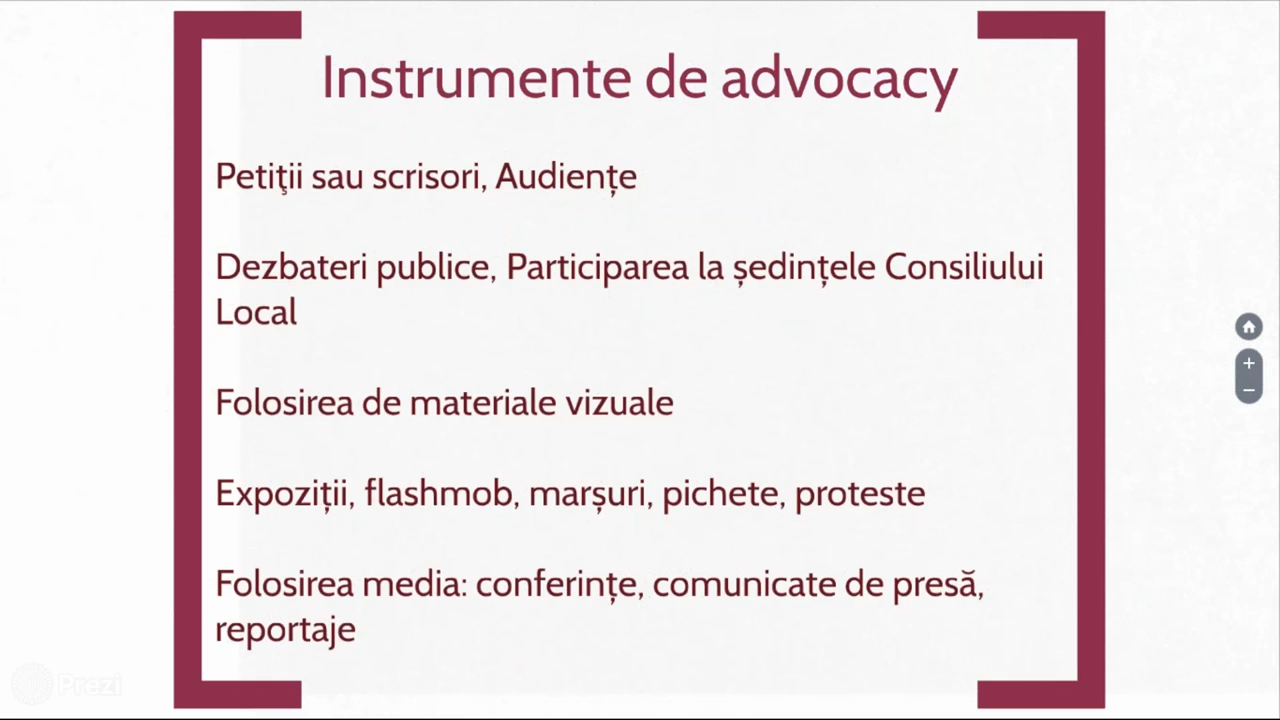 Instrumente de advocacy
Petiţii sau scrisori, Audiențe
Dezbateri publice, Participarea la ședințele Consiliului
Local
Folosirea de materiale vizuale
Expoziții, flashmob, marșuri, pichete, proteste
Folosirea media: conferințe, comunicate de presă,
reportaje
Prezi